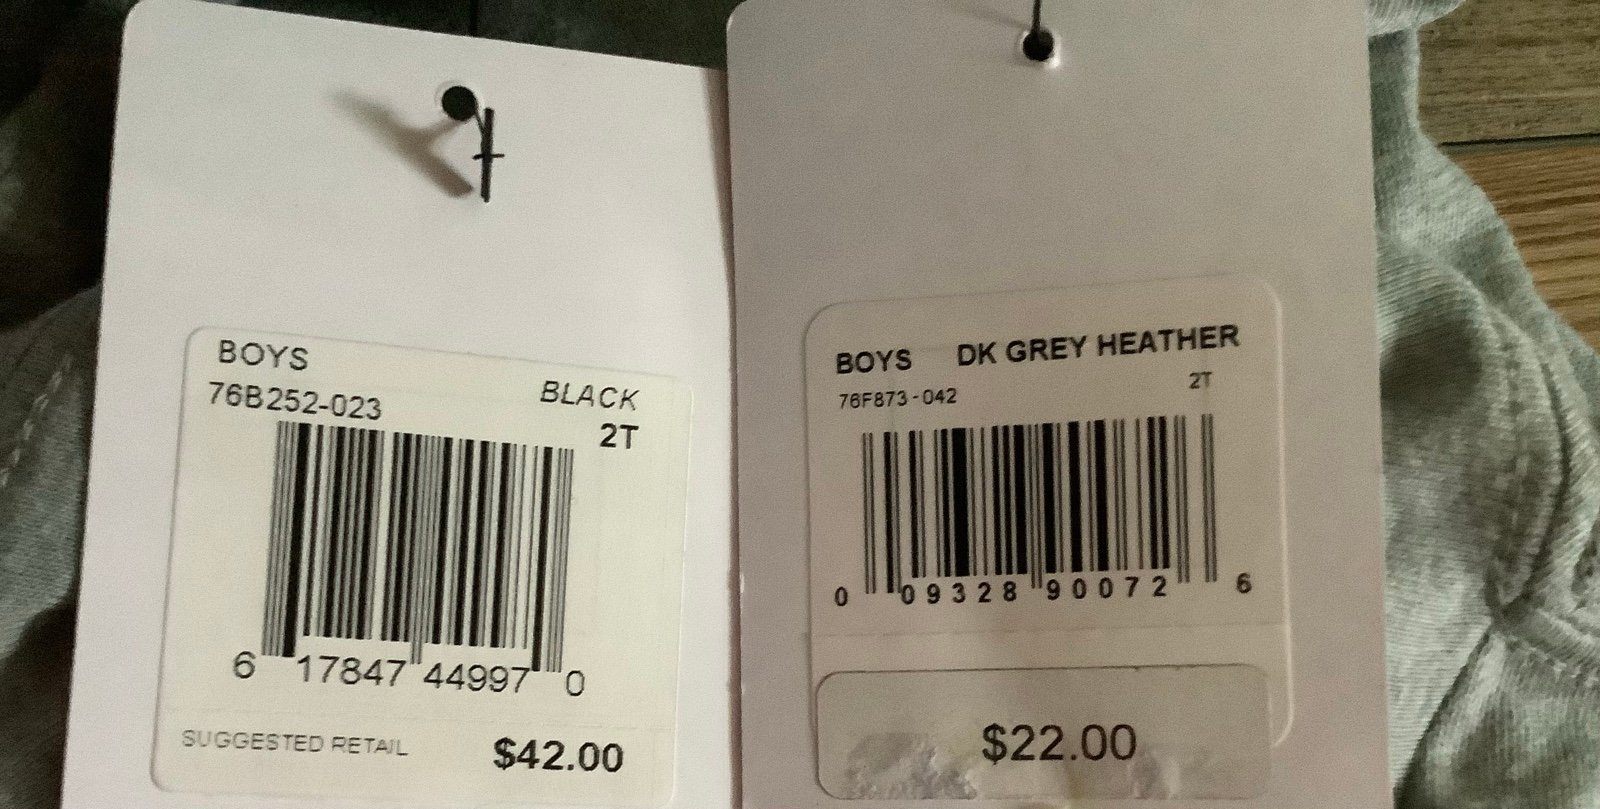 BOYS
76B252-023
BLACK
2T
6 17847 44997 0
SUGGESTED RETAIL $42.00
BOYS DK GREY HEATHER
76F873-042 2T
0 09328 90072 6
$22.00